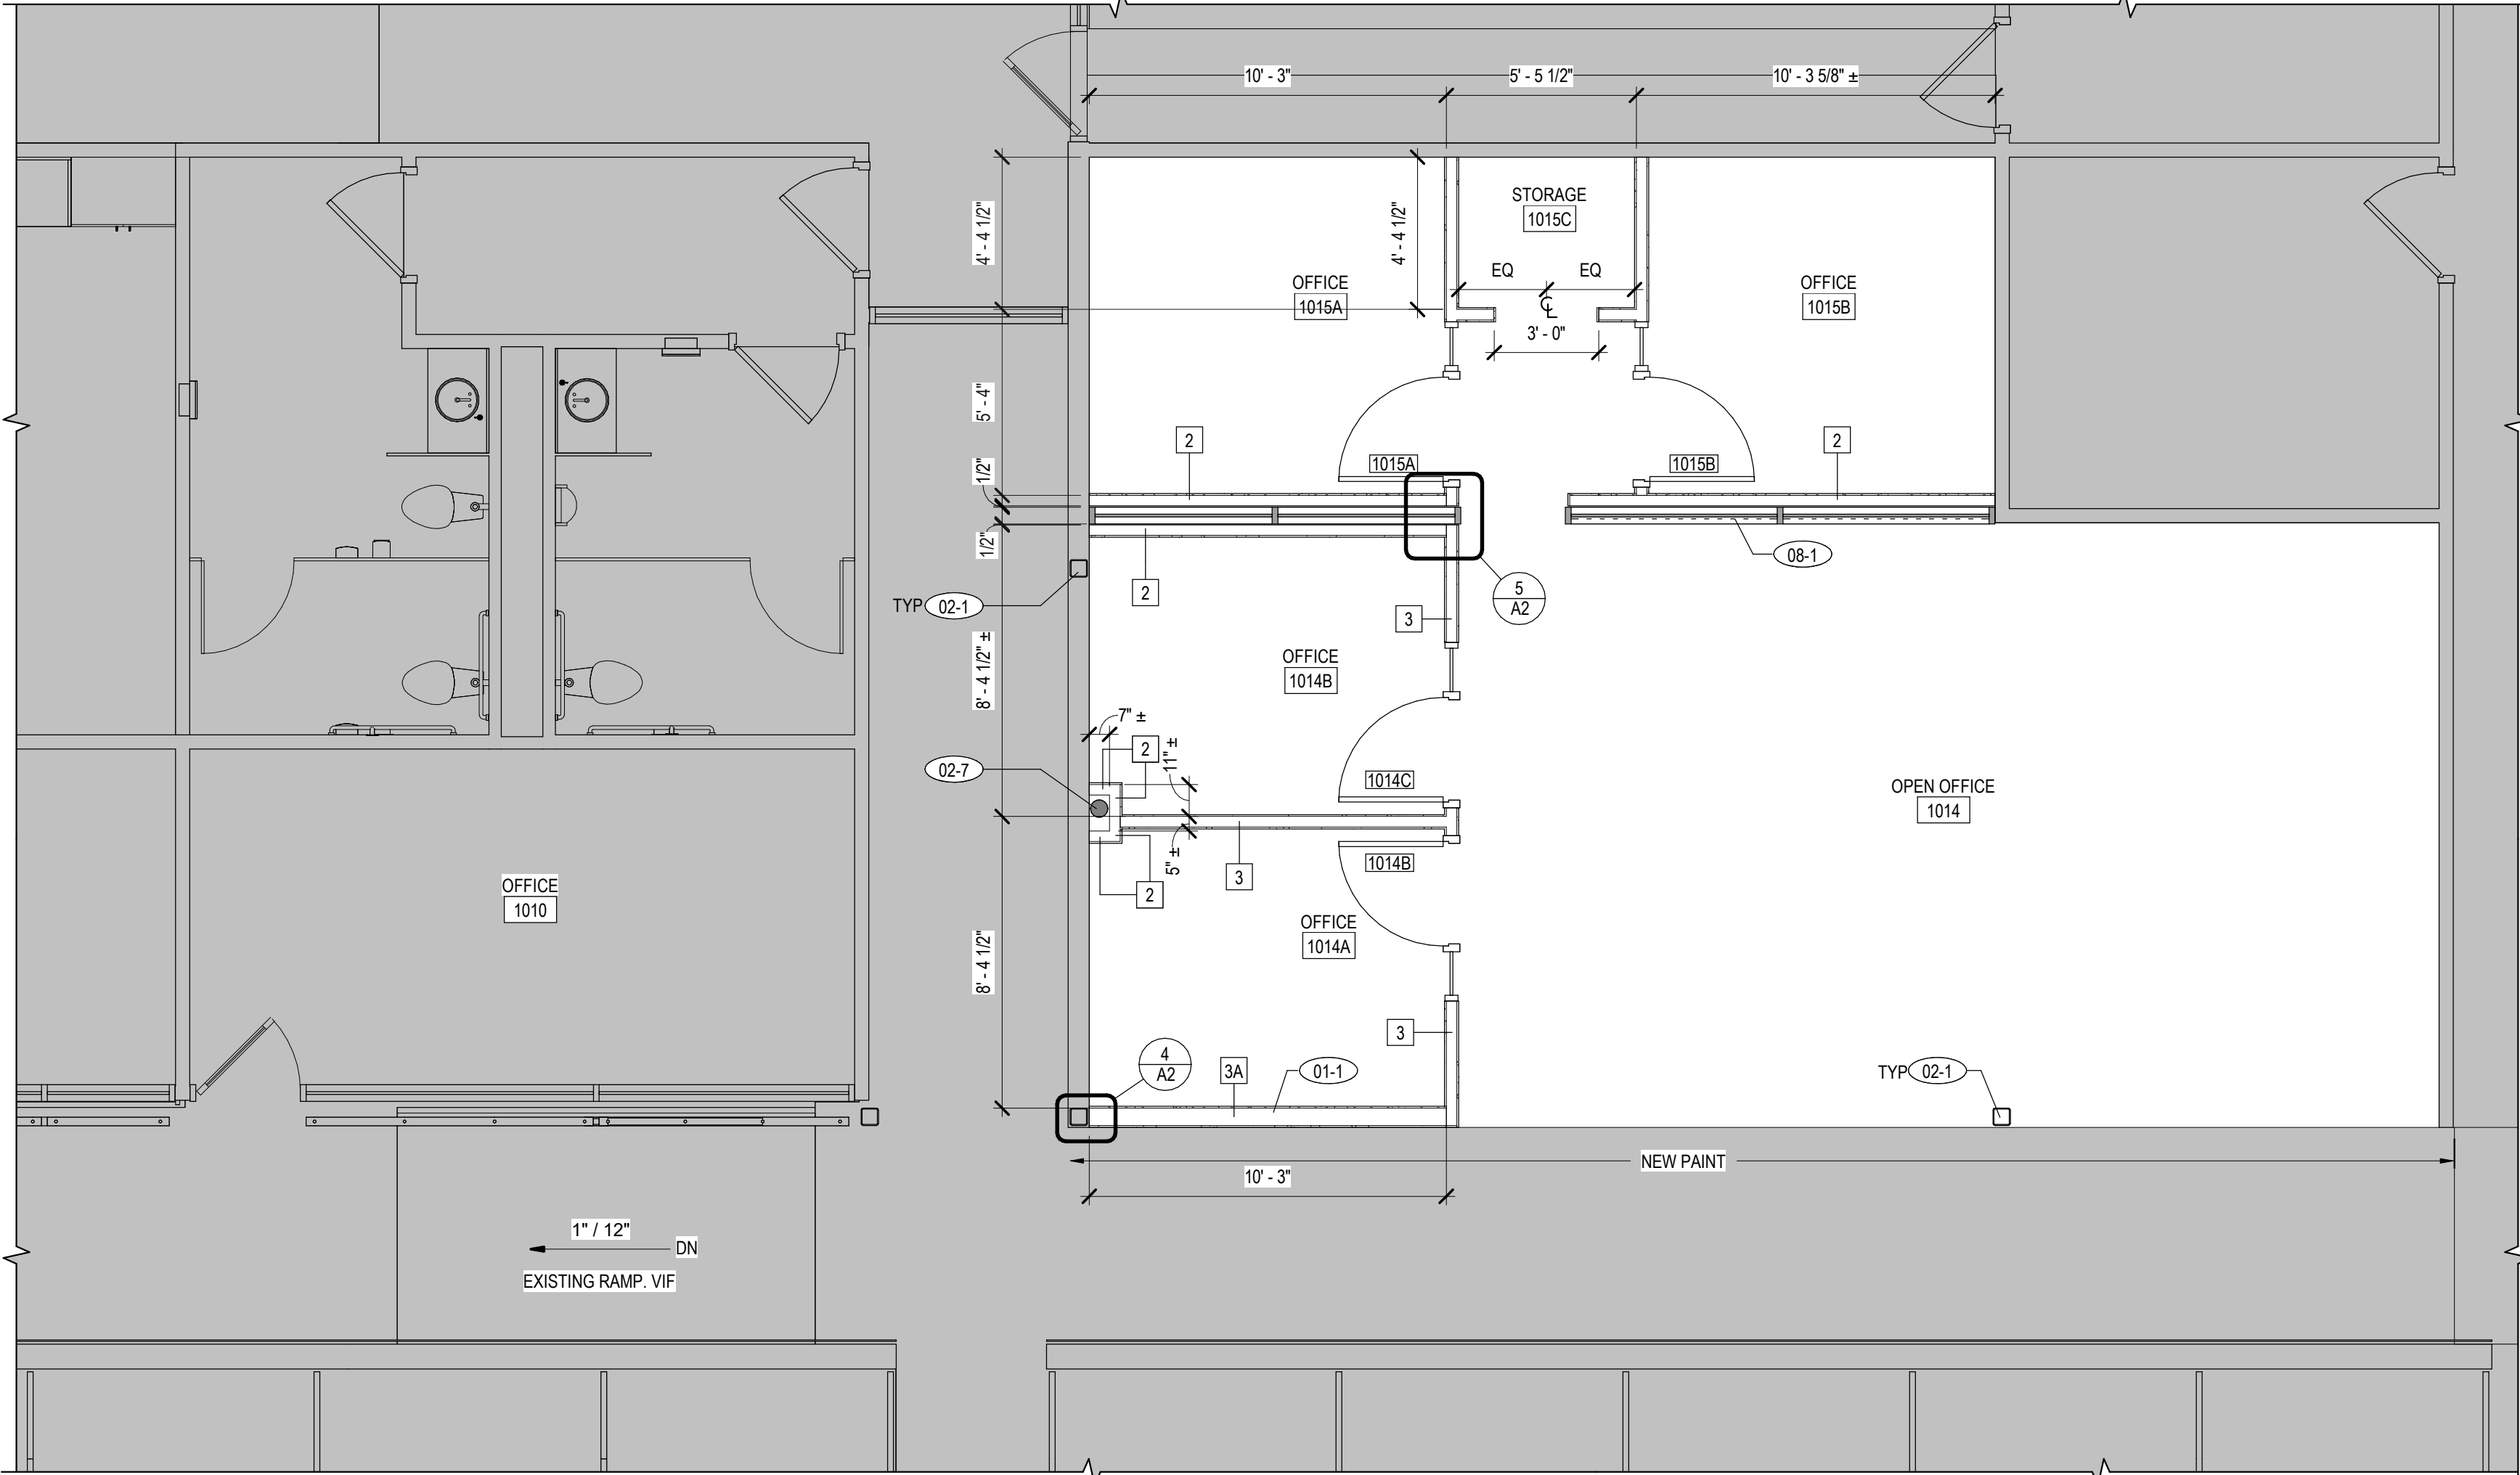 10' - 3"
5' - 5 1/2"
10' - 3 5/8" ±
4' - 4 1/2"
4' - 4 1/2"
STORAGE
1015C
EQ
EQ
CL
3' - 0"
OFFICE
1015A
OFFICE
1015B
5' - 4"
2
2
1015A
1015B
1/2"
1/2"
08-1
5
A2
TYP 02-1
2
3
8' - 4 1/2" ±
OFFICE
1014B
7" ±
2
11" ±
02-7
1014C
OPEN OFFICE
1014
5" ±
3
1014B
2
OFFICE
1010
OFFICE
1014A
8' - 4 1/2"
3
4
A2
3A
01-1
TYP 02-1
NEW PAINT
10' - 3"
1" / 12"
DN
EXISTING RAMP. VIF